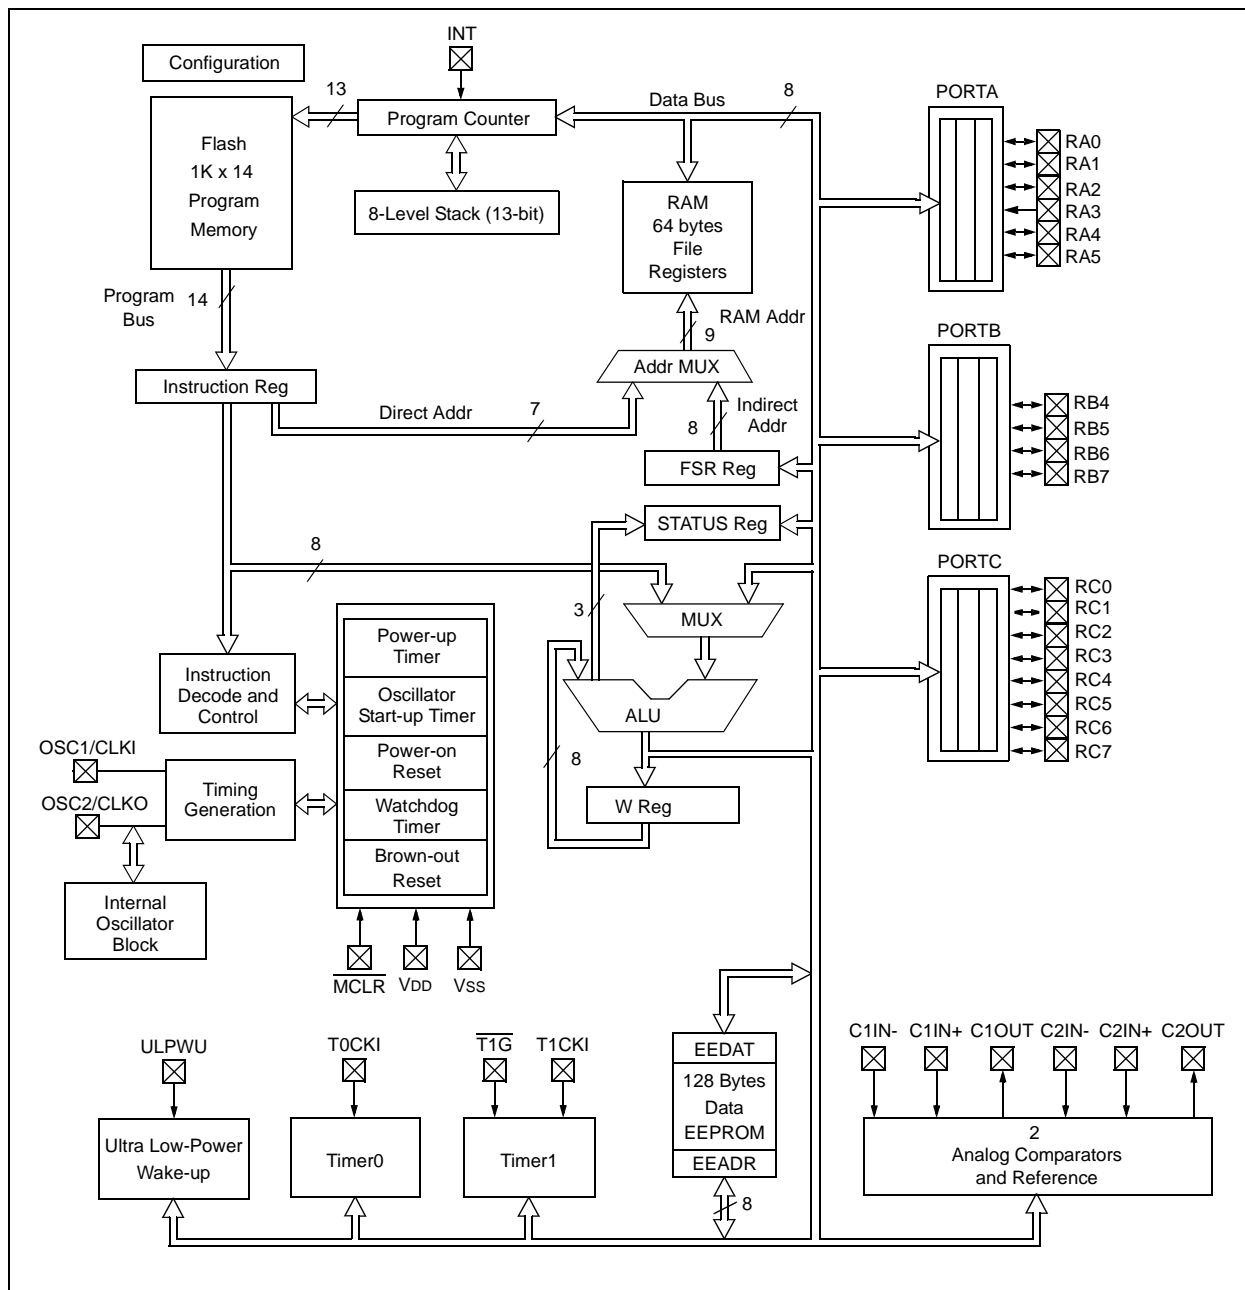 INT
Configuration
13
Data Bus
8
PORTA
Program Counter
Flash
1K x 14
Program
Memory
8-Level Stack (13-bit)
RAM
64 bytes
File
Registers
RA0
RA1
RA2
RA3
RA4
RA5
Program
Bus
14
RAM Addr
9
PORTB
Addr MUX
Instruction Reg
Direct Addr
7
Indirect
Addr
8
RB4
RB5
RB6
RB7
FSR Reg
STATUS Reg
8
PORTC
3
MUX
RC0
RC1
RC2
RC3
RC4
RC5
RC6
RC7
Power-up
Timer
Instruction
Decode and
Control
Oscillator
Start-up Timer
ALU
OSC1/CLKI
Power-on
Reset
8
Timing
Generation
OSC2/CLKO
Watchdog
Timer
W Reg
Brown-out
Reset
Internal
Oscillator
Block
MCLR
VDD
VSS
ULPWU
T0CKI
T1G
T1CKI
EEDAT
128 Bytes
Data
EEPROM
EEADR
8
C1IN-
C1IN+
C1OUT
C2IN-
C2IN+
C2OUT
Ultra Low-Power
Wake-up
Timer0
Timer1
2
Analog Comparators
and Reference